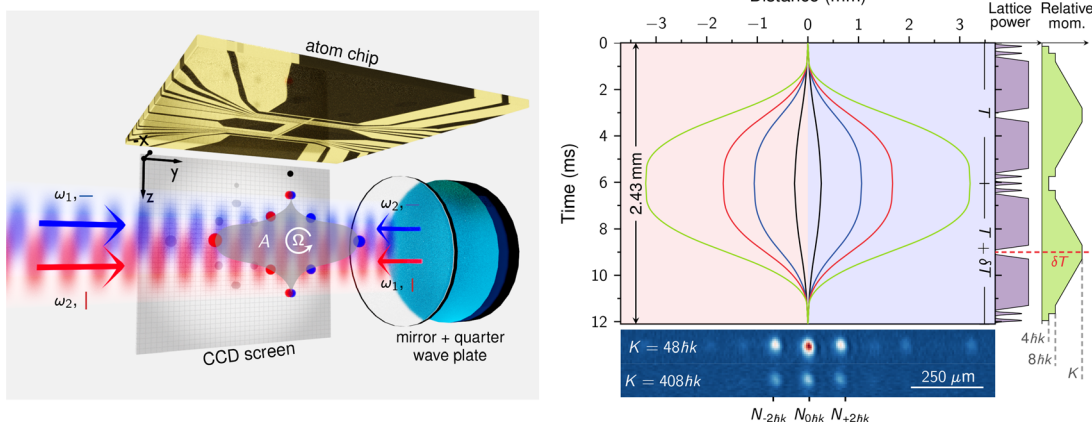 atom chip
-x
y
z
ω₁, —
ω₂, |
A
Ω
ω₂, —
ω₁, |
CCD screen
mirror + quarter
wave plate
Distance (mm)
−3 −2 −1 0 1 2 3
Lattice
power
Relative
mom.
Time (ms)
0
2
4
6
8
10
12
2.43 mm
T
T + δT
δT
4ħk
8ħk
K
K = 48ħk
K = 408ħk
250 μm
N₋₂ħₖ N₀ħₖ N₊₂ħₖ